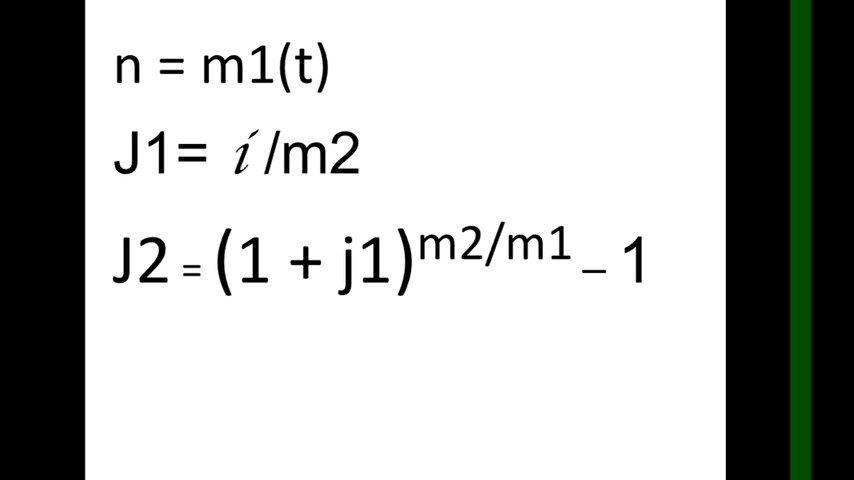 n = m1(t)
J1= i /m2
J2 = (1 + j1)^m2/m1 – 1